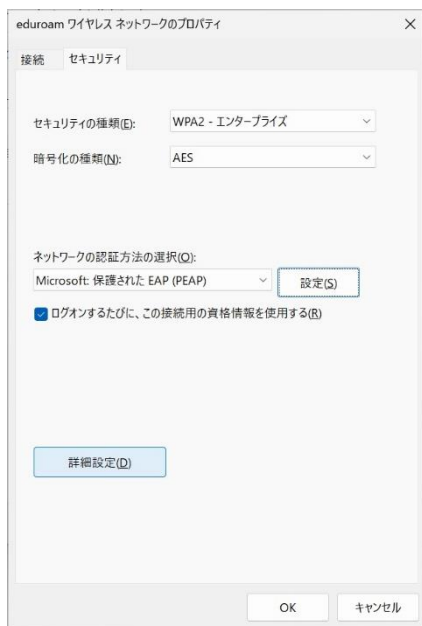 eduroam ワイヤレス ネットワークのプロパティ
接続 セキュリティ
セキュリティの種類(E): WPA2 - エンタープライズ
暗号化の種類(N): AES
ネットワークの認証方法の選択(O):
Microsoft: 保護された EAP (PEAP) 設定(S)
ログオンするたびに、この接続用の資格情報を使用する(R)
詳細設定(D)
OK キャンセル